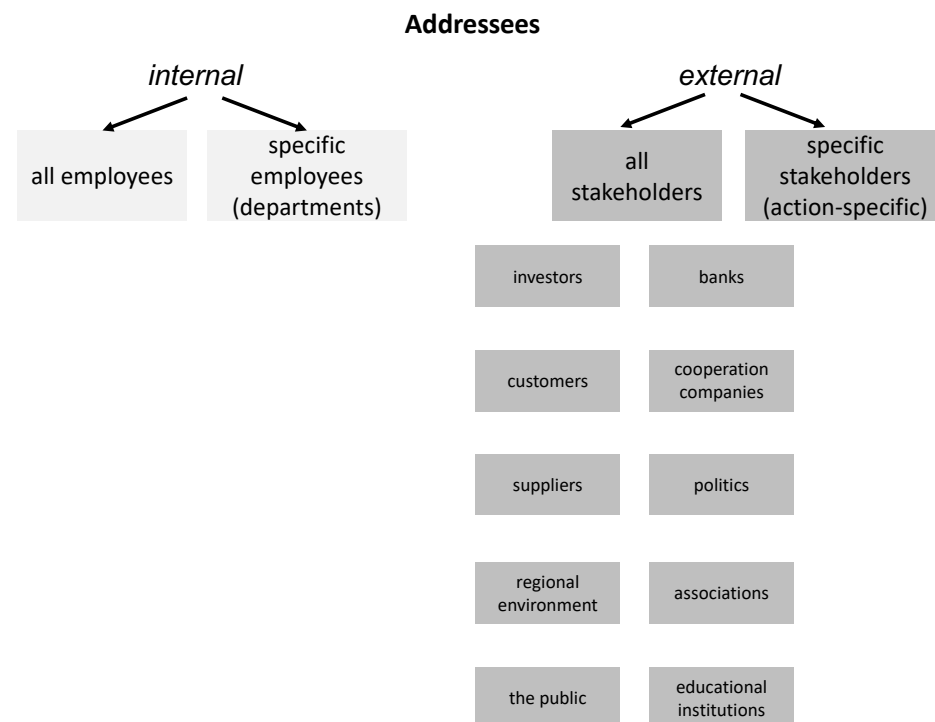 Addressees
internal
external
all employees
specific
employees
(departments)
all
stakeholders
specific
stakeholders
(action-specific)
investors
banks
customers
cooperation
companies
suppliers
politics
regional
environment
associations
the public
educational
institutions